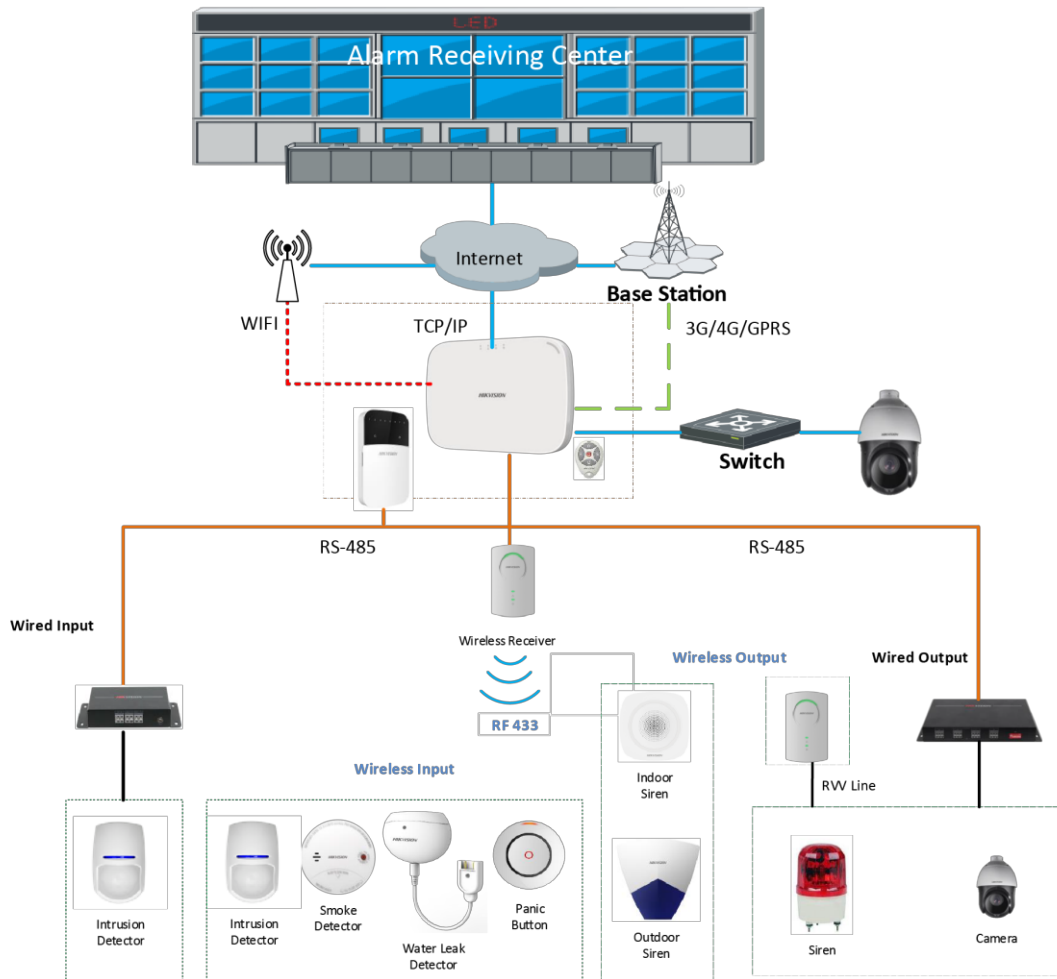 LED
Alarm Receiving Center
Internet
Base Station
WIFI
TCP/IP
3G/4G/GPRS
HIKVISION
Switch
RS-485
RS-485
Wired Input
Wireless Receiver
Wireless Output
Wired Output
RF 433
Wireless Input
Indoor
Siren
RVV Line
Intrusion
Detector
Intrusion
Detector
Smoke
Detector
Water Leak
Detector
Panic
Button
Outdoor
Siren
Siren
Camera